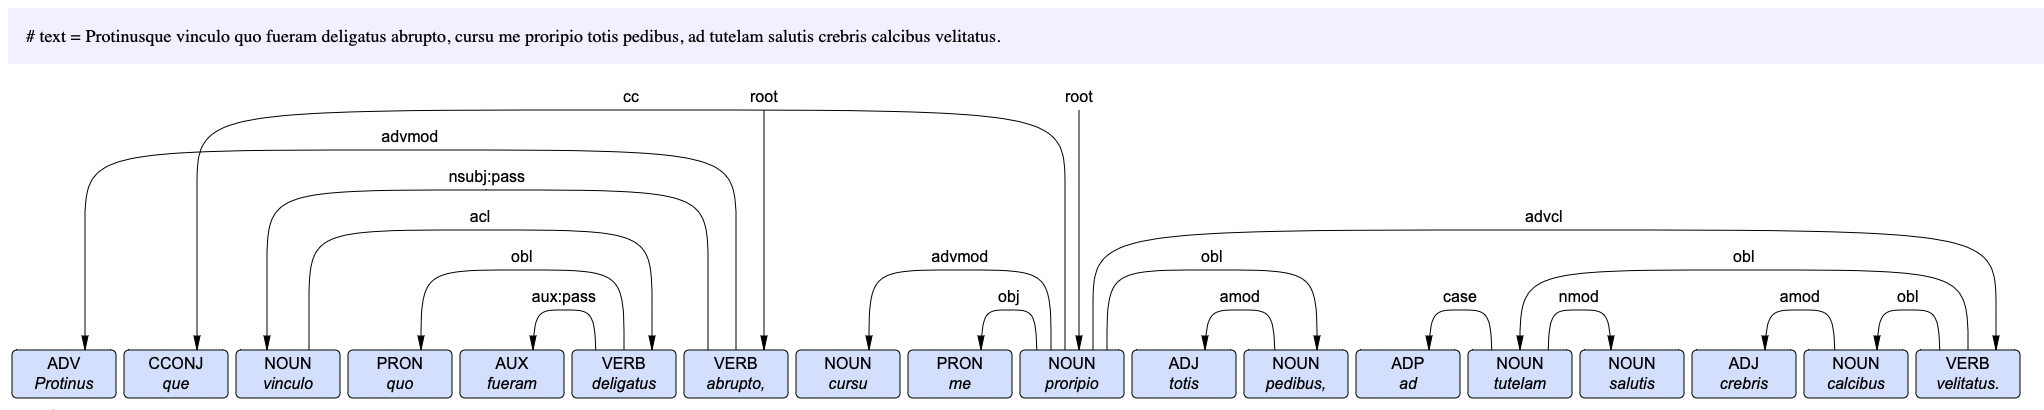 # text = Protinusque vinculo quo fueram deligatus abrupto, cursu me proripio totis pedibus, ad tutelam salutis crebris calcibus velitatus.
cc root root
advmod
nsubj:pass
acl advcl
obl advmod obl obl
aux:pass obj amod case nmod amod obl
ADV CCONJ NOUN PRON AUX VERB VERB NOUN PRON NOUN ADJ NOUN ADP NOUN NOUN ADJ NOUN VERB
Protinus que vinculo quo fueram deligatus abrupto, cursu me proripio totis pedibus, ad tutelam salutis crebris calcibus velitatus.